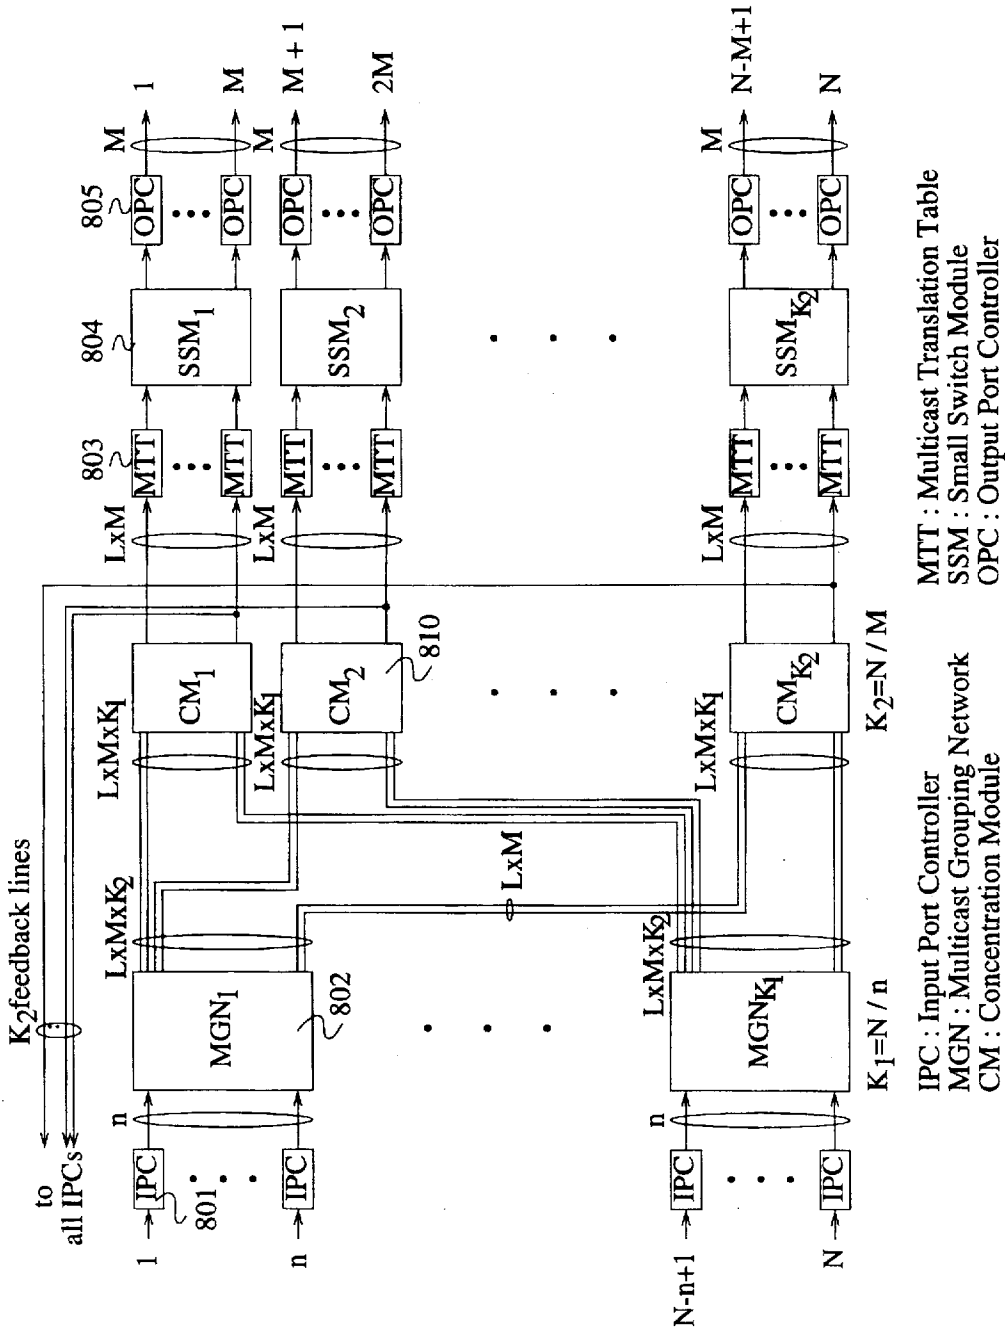 K2 feedback lines
to
all IPCs
1
IPC
801
n
IPC
n
MGN1
802
LxMxK2
LxM
LxMxK1
CM1
LxMxK1
CM2
810
LxM
MTT
803
MTT
LxM
MTT
MTT
SSM1
804
SSM2
OPC
805
OPC
OPC
OPC
M
1
M
M
M + 1
2M
N-n+1
IPC
N
IPC
n
MGNK1
LxMxK2
LxMxK1
CMK2
LxM
MTT
MTT
SSMK2
OPC
OPC
M
N-M+1
N
K1=N / n
K2=N / M
IPC : Input Port Controller
MGN : Multicast Grouping Network
CM : Concentration Module
MTT : Multicast Translation Table
SSM : Small Switch Module
OPC : Output Port Controller